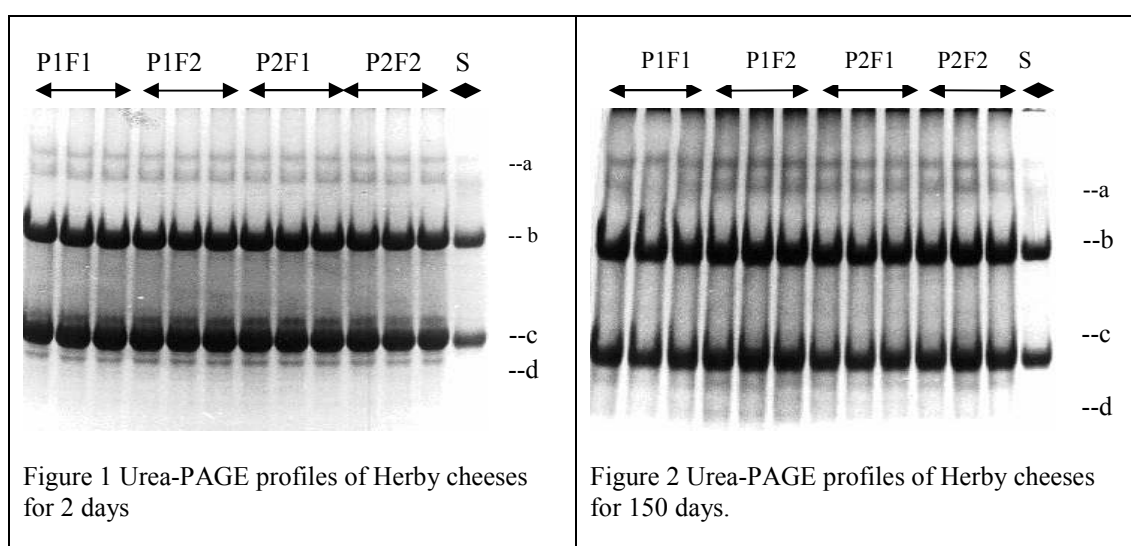 P1F1 P1F2 P2F1 P2F2 S
--a
-- b
--c
--d
Figure 1 Urea-PAGE profiles of Herby cheeses
for 2 days
P1F1 P1F2 P2F1 P2F2 S
--a
--b
--c
--d
Figure 2 Urea-PAGE profiles of Herby cheeses
for 150 days.